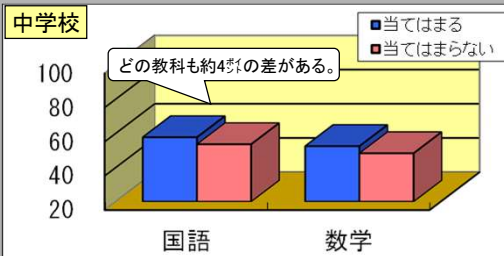 中学校
■当てはまる
■当てはまらない
どの教科も約4㌽の差がある。
100
80
60
40
20
国語
数学